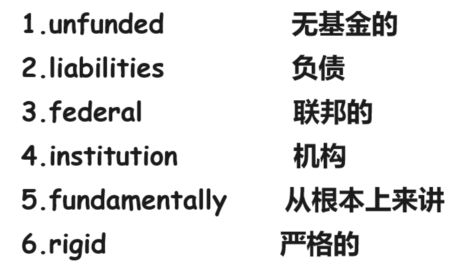 1.unfunded 无基金的
2.liabilities 负债
3.federal 联邦的
4.institution 机构
5.fundamentally 从根本上来讲
6.rigid 严格的